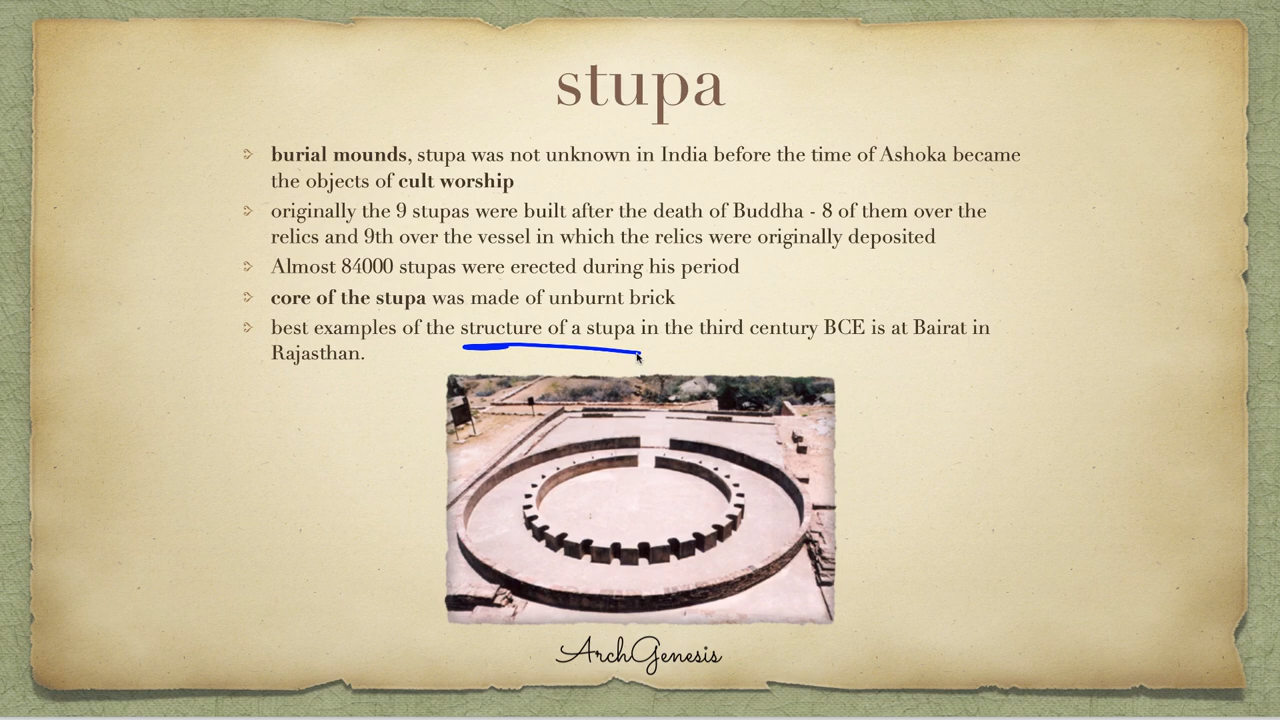 stupa
burial mounds, stupa was not unknown in India before the time of Ashoka became
the objects of cult worship
originally the 9 stupas were built after the death of Buddha - 8 of them over the
relics and 9th over the vessel in which the relics were originally deposited
Almost 84000 stupas were erected during his period
core of the stupa was made of unburnt brick
best examples of the structure of a stupa in the third century BCE is at Bairat in
Rajasthan.
ArchGenesis